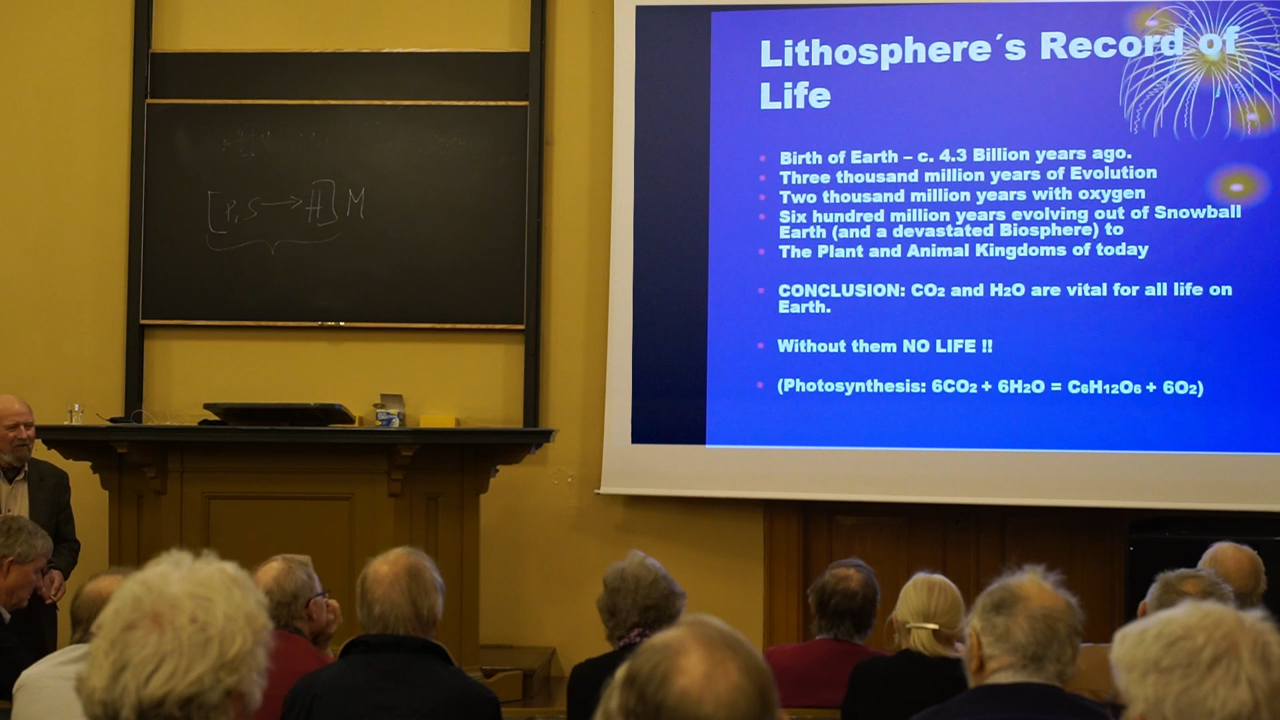 [P,S → H] M
Lithosphere´s Record of
Life
Birth of Earth – c. 4.3 Billion years ago.
Three thousand million years of Evolution
Two thousand million years with oxygen
Six hundred million years evolving out of Snowball
Earth (and a devastated Biosphere) to
The Plant and Animal Kingdoms of today
CONCLUSION: CO₂ and H₂O are vital for all life on
Earth.
Without them NO LIFE !!
(Photosynthesis: 6CO₂ + 6H₂O = C₆H₁₂O₆ + 6O₂)